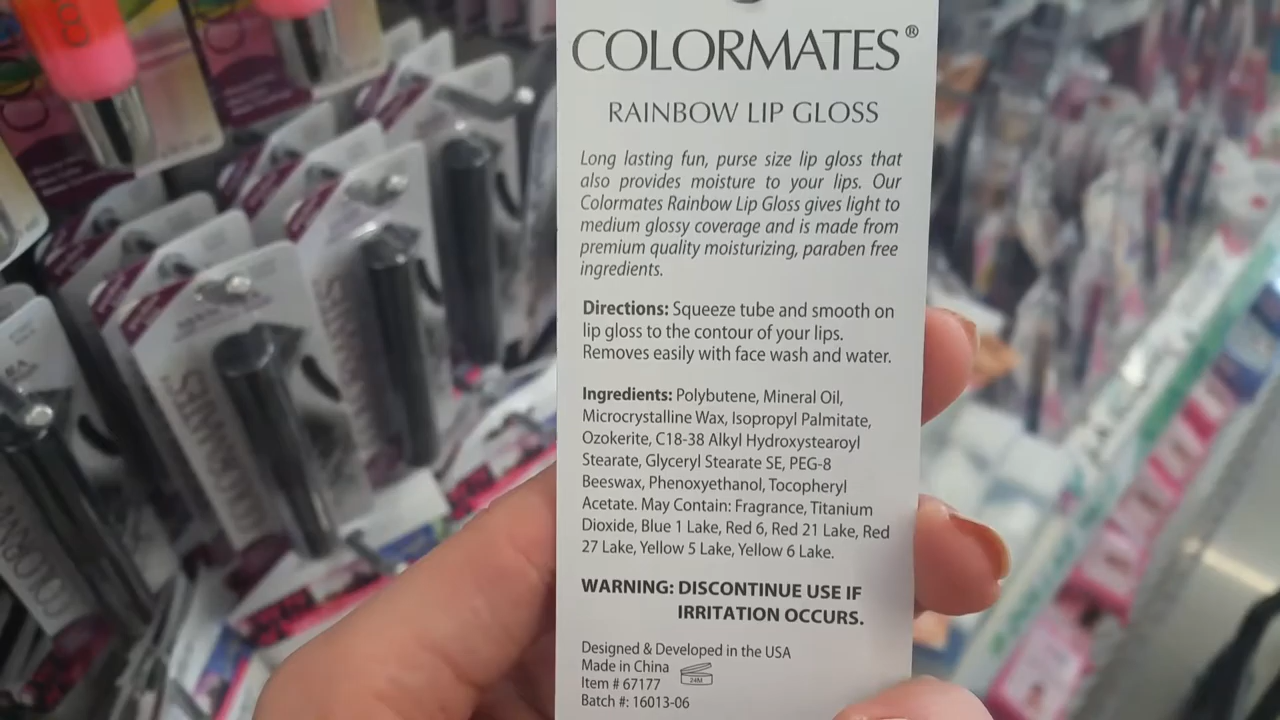 COLORMATES®
RAINBOW LIP GLOSS
Long lasting fun, purse size lip gloss that
also provides moisture to your lips. Our
Colormates Rainbow Lip Gloss gives light to
medium glossy coverage and is made from
premium quality moisturizing, paraben free
ingredients.
Directions: Squeeze tube and smooth on
lip gloss to the contour of your lips.
Removes easily with face wash and water.
Ingredients: Polybutene, Mineral Oil,
Microcrystalline Wax, Isopropyl Palmitate,
Ozokerite, C18-38 Alkyl Hydroxystearoyl
Stearate, Glyceryl Stearate SE, PEG-8
Beeswax, Phenoxyethanol, Tocopheryl
Acetate. May Contain: Fragrance, Titanium
Dioxide, Blue 1 Lake, Red 6, Red 21 Lake, Red
27 Lake, Yellow 5 Lake, Yellow 6 Lake.
WARNING: DISCONTINUE USE IF
IRRITATION OCCURS.
Designed & Developed in the USA
Made in China
24M
Item # 67177
Batch #: 16013-06
COLORMATES